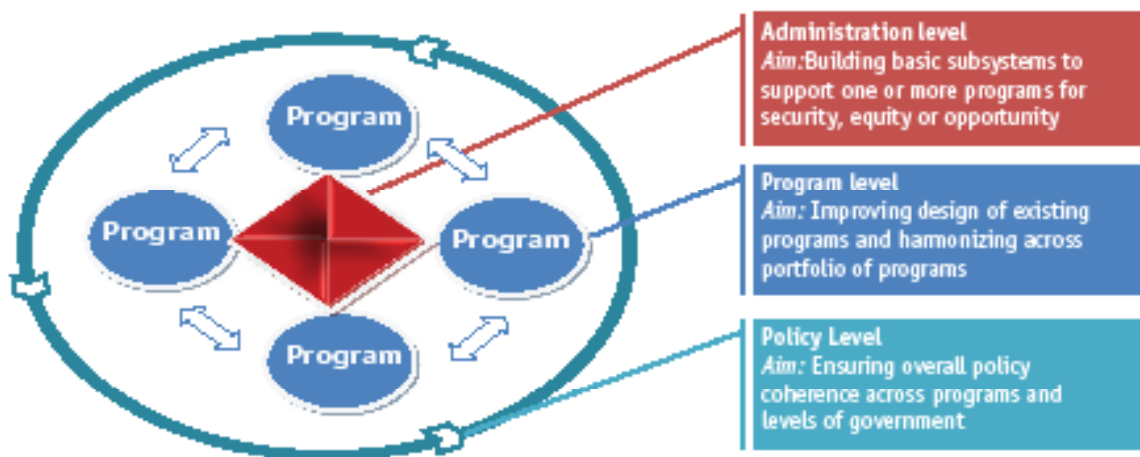 Program
Program
Program
Program
Administration level
Aim:Building basic subsystems to
support one or more programs for
security, equity or opportunity
Program level
Aim: Improving design of existing
programs and harmonizing across
portfolio of programs
Policy Level
Aim: Ensuring overall policy
coherence across programs and
levels of government